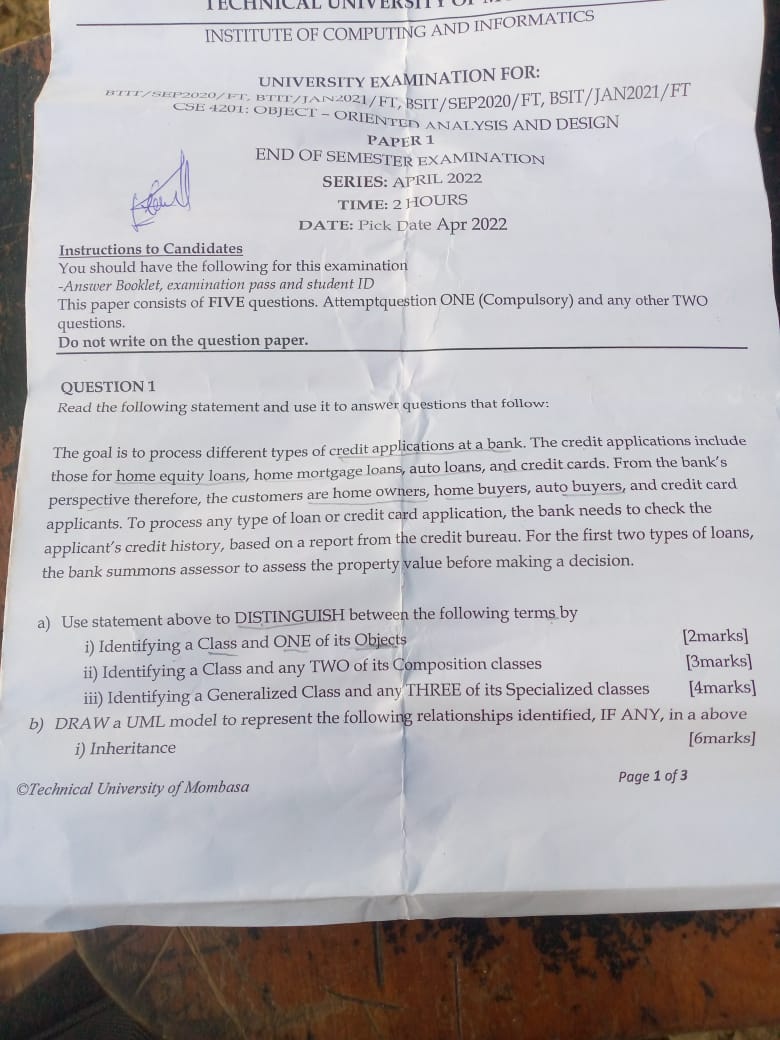 TECHNICAL UNIVERSITY OF
INSTITUTE OF COMPUTING AND INFORMATICS
UNIVERSITY EXAMINATION FOR:
BTIT/SEP2020/FT, BTIT/JAN2021/FT, BSIT/SEP2020/FT, BSIT/JAN2021/FT
CSE 4201: OBJECT – ORIENTED ANALYSIS AND DESIGN
PAPER 1
END OF SEMESTER EXAMINATION
SERIES: APRIL 2022
TIME: 2 HOURS
DATE: Pick Date Apr 2022
Instructions to Candidates
You should have the following for this examination
-Answer Booklet, examination pass and student ID
This paper consists of FIVE questions. Attemptquestion ONE (Compulsory) and any other TWO
questions.
Do not write on the question paper.
QUESTION 1
Read the following statement and use it to answer questions that follow:
The goal is to process different types of credit applications at a bank. The credit applications include
those for home equity loans, home mortgage loans, auto loans, and credit cards. From the bank's
perspective therefore, the customers are home owners, home buyers, auto buyers, and credit card
applicants. To process any type of loan or credit card application, the bank needs to check the
applicant's credit history, based on a report from the credit bureau. For the first two types of loans,
the bank summons assessor to assess the property value before making a decision.
a) Use statement above to DISTINGUISH between the following terms by
i) Identifying a Class and ONE of its Objects [2marks]
ii) Identifying a Class and any TWO of its Composition classes [3marks]
iii) Identifying a Generalized Class and any THREE of its Specialized classes [4marks]
b) DRAW a UML model to represent the following relationships identified, IF ANY, in a above
i) Inheritance [6marks]
©Technical University of Mombasa Page 1 of 3